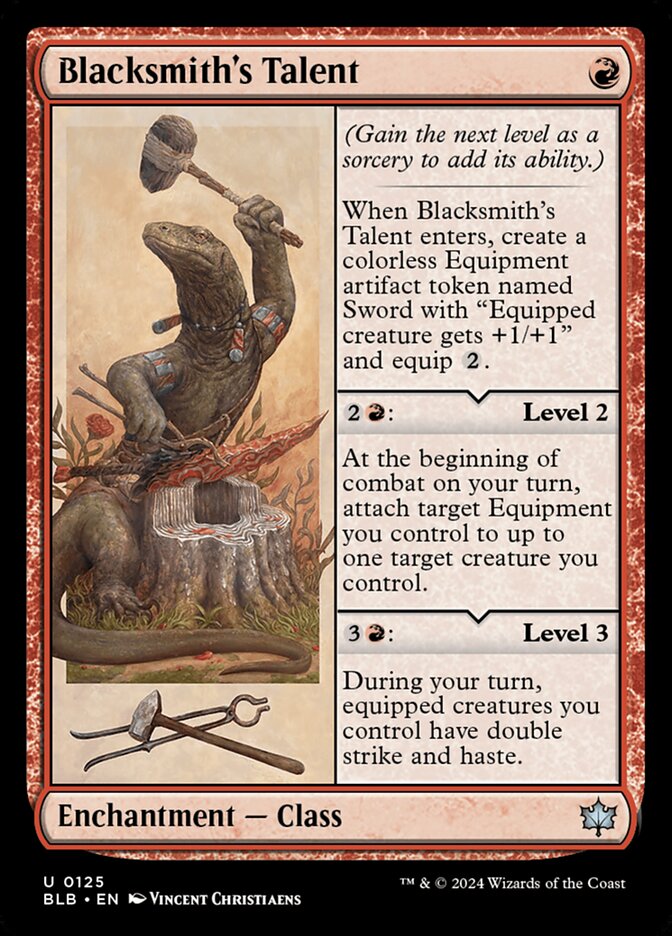 Blacksmith's Talent
(Gain the next level as a
sorcery to add its ability.)
When Blacksmith's
Talent enters, create a
colorless Equipment
artifact token named
Sword with “Equipped
creature gets +1/+1”
and equip 2.
2: Level 2
At the beginning of
combat on your turn,
attach target Equipment
you control to up to
one target creature you
control.
3: Level 3
During your turn,
equipped creatures you
control have double
strike and haste.
Enchantment — Class
U 0125
BLB • EN Vincent Christiaens
™ & © 2024 Wizards of the Coast